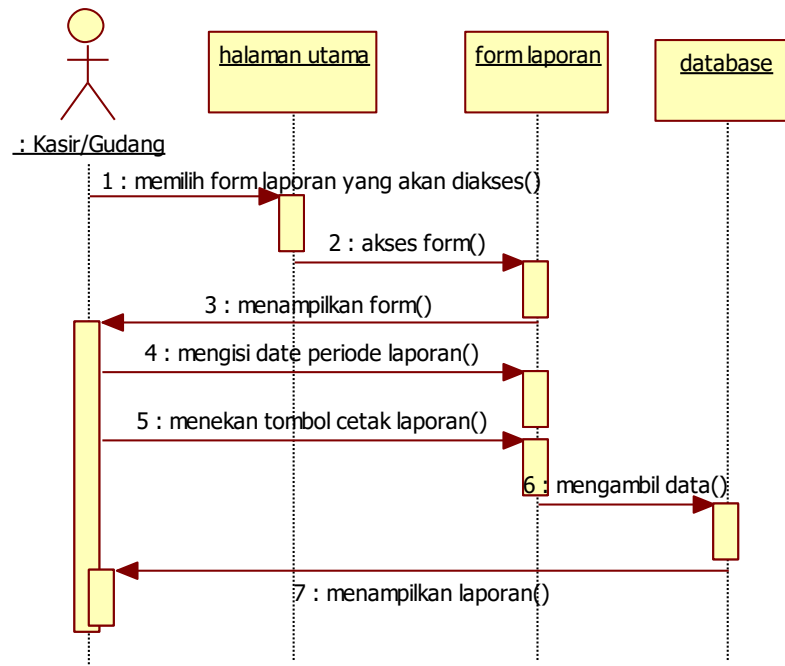 halaman utama
form laporan
database
: Kasir/Gudang
1 : memilih form laporan yang akan diakses()
2 : akses form()
3 : menampilkan form()
4 : mengisi date periode laporan()
5 : menekan tombol cetak laporan()
6 : mengambil data()
7 : menampilkan laporan()